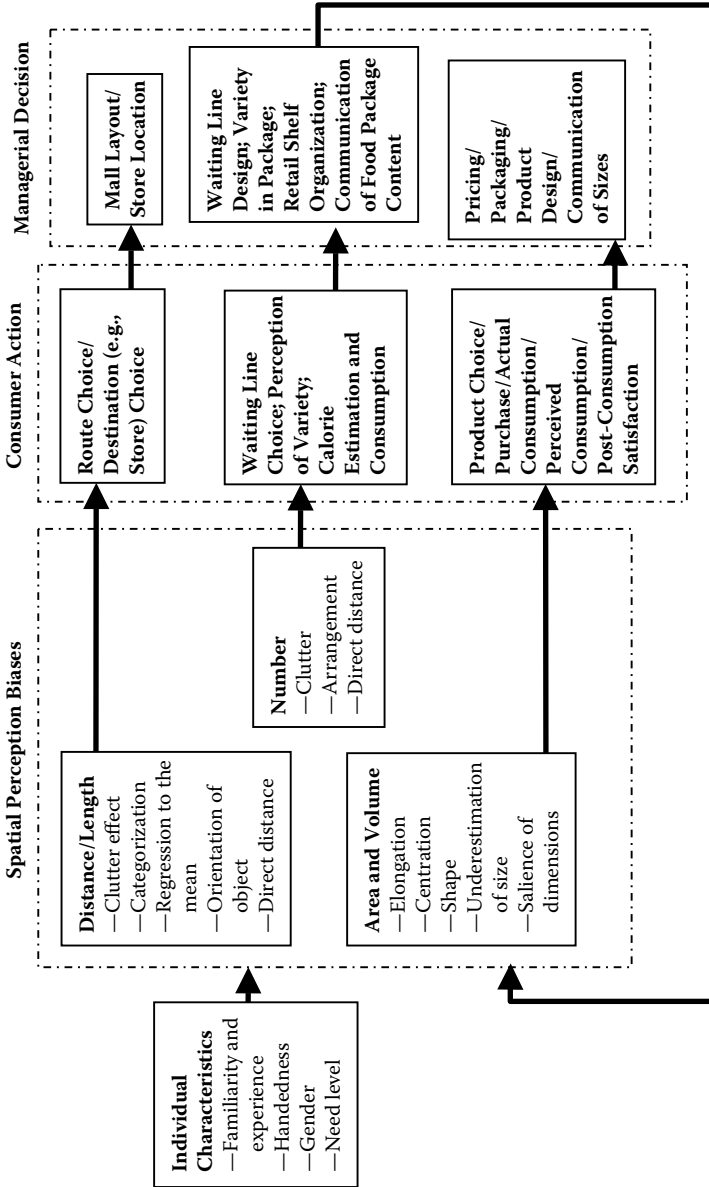 Individual
Characteristics
—Familiarity and
experience
—Handedness
—Gender
—Need level
Spatial Perception Biases
Distance/Length
—Clutter effect
—Categorization
—Regression to the
mean
—Orientation of
object
—Direct distance
Number
—Clutter
—Arrangement
—Direct distance
Area and Volume
—Elongation
—Centration
—Shape
—Underestimation
of size
—Salience of
dimensions
Consumer Action
Route Choice/
Destination (e.g.,
Store) Choice
Waiting Line
Choice; Perception
of Variety;
Calorie
Estimation and
Consumption
Product Choice/
Purchase/Actual
Consumption/
Perceived
Consumption/
Post-Consumption
Satisfaction
Managerial Decision
Mall Layout/
Store Location
Waiting Line
Design; Variety
in Package;
Retail Shelf
Organization;
Communication
of Food Package
Content
Pricing/
Packaging/
Product
Design/
Communication
of Sizes